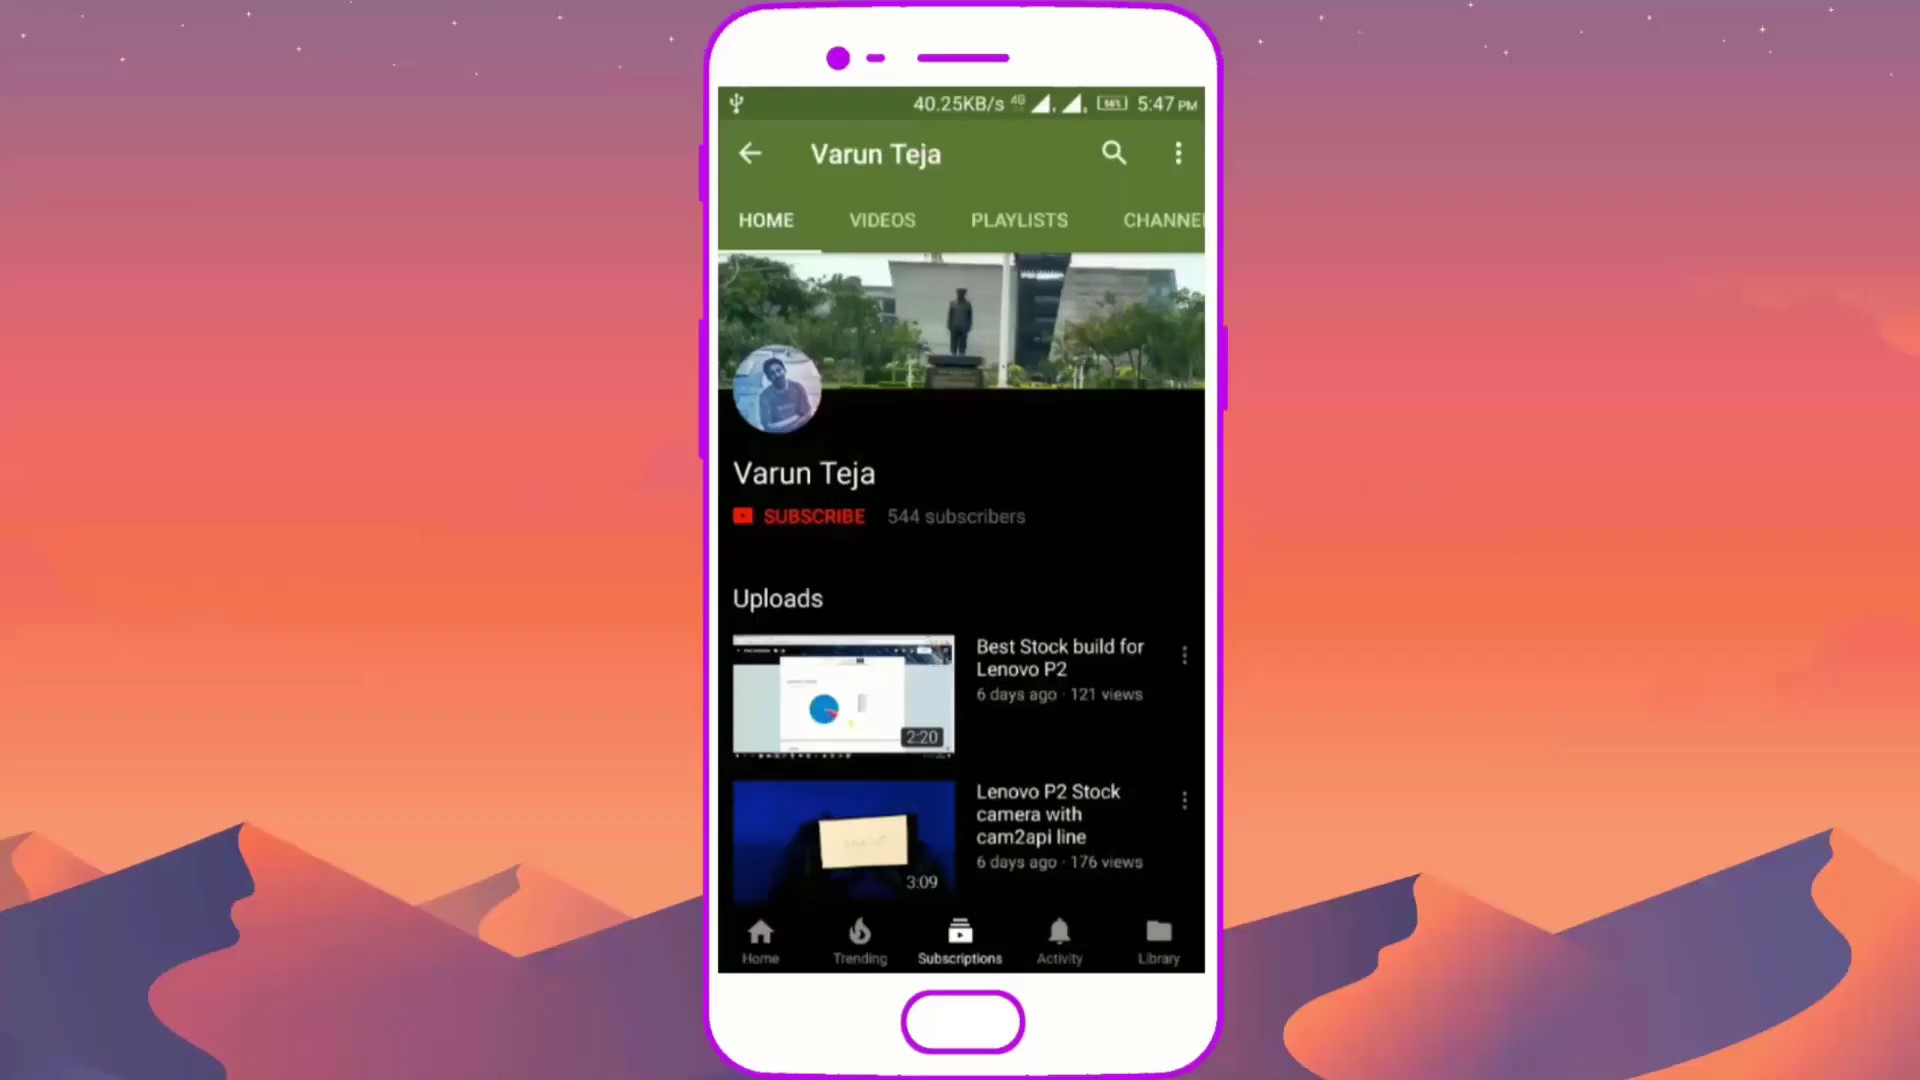 40.25KB/s 4G 5:47 PM
Varun Teja
HOME VIDEOS PLAYLISTS CHANNE
Varun Teja
SUBSCRIBE 544 subscribers
Uploads
Best Stock build for
Lenovo P2
6 days ago · 121 views
2:20
Lenovo P2 Stock
camera with
cam2api line
6 days ago · 176 views
3:09
Home Trending Subscriptions Activity Library